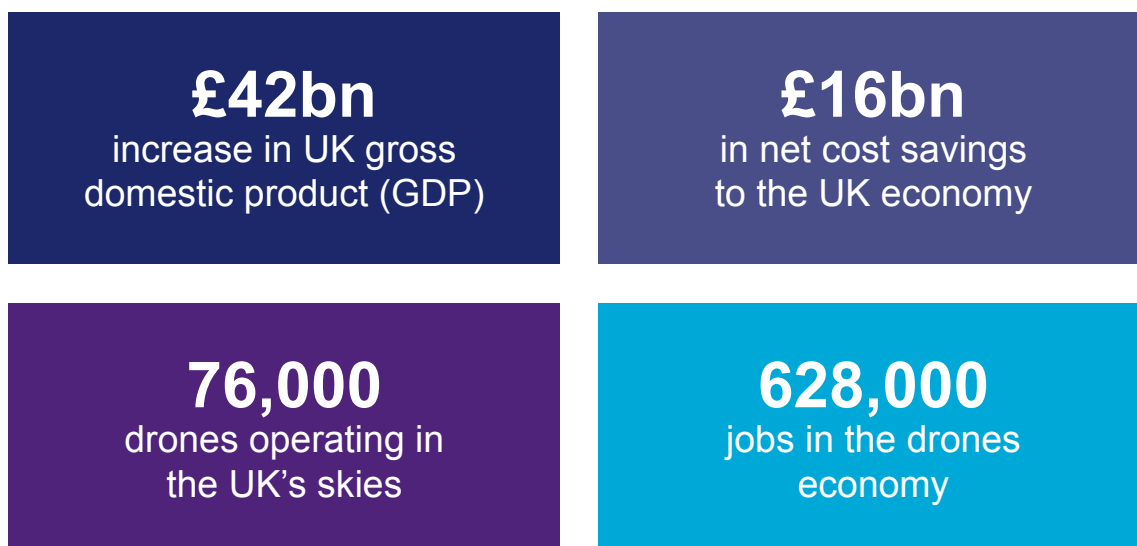 £42bn
increase in UK gross
domestic product (GDP)
£16bn
in net cost savings
to the UK economy
76,000
drones operating in
the UK’s skies
628,000
jobs in the drones
economy